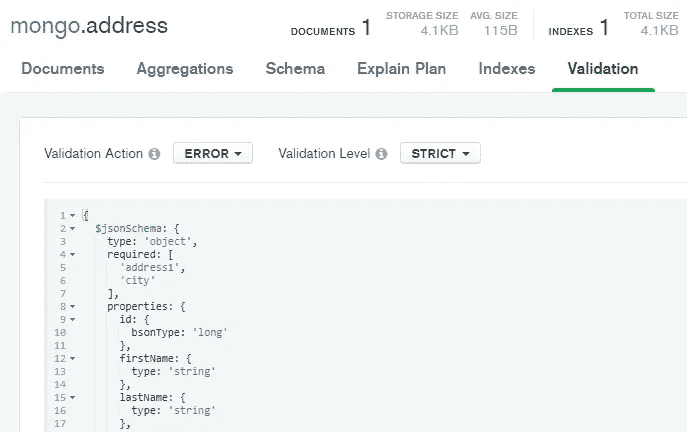 mongo.address
DOCUMENTS 1 STORAGE SIZE 4.1KB AVG. SIZE 115B INDEXES 1 TOTAL SIZE 4.1KB
Documents Aggregations Schema Explain Plan Indexes Validation
Validation Action ERROR Validation Level STRICT
1 {
2 $jsonSchema: {
3 type: 'object',
4 required: [
5 'address1',
6 'city'
7 ],
8 properties: {
9 id: {
10 bsonType: 'long'
11 },
12 firstName: {
13 type: 'string'
14 },
15 lastName: {
16 type: 'string'
17 },